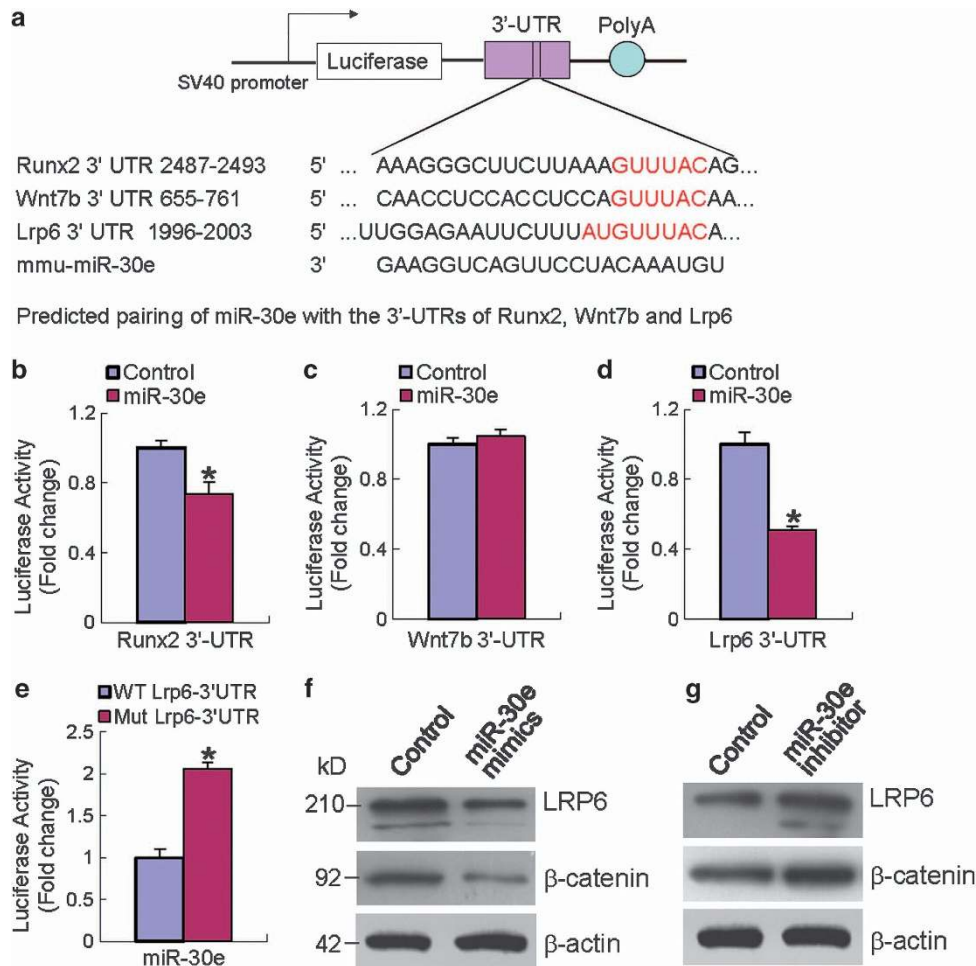 a
3'-UTR
PolyA
Luciferase
SV40 promoter
Runx2 3' UTR 2487-2493 5' ... AAAGGGCUUCUUAAAGUUUACAG...
Wnt7b 3' UTR 655-761 5' ... CAACCUCCACCUCCAGUUUACAA...
Lrp6 3' UTR 1996-2003 5' ...UUGGAGAAUUCUUUAUGUUUACA...
mmu-miR-30e 3' GAAGGUCAGUUCCUACAAAUGU
Predicted pairing of miR-30e with the 3'-UTRs of Runx2, Wnt7b and Lrp6
b
Control
miR-30e
Luciferase Activity
(Fold change)
1.2
0.8
0.4
0
*
Runx2 3'-UTR
c
Control
miR-30e
Luciferase Activity
(Fold change)
1.2
0.8
0.4
0
Wnt7b 3'-UTR
d
Control
miR-30e
Luciferase Activity
(Fold change)
1.2
0.8
0.4
0
*
Lrp6 3'-UTR
e
WT Lrp6-3'UTR
Mut Lrp6-3'UTR
Luciferase Activity
(Fold change)
2.5
2
1.5
1
0.5
0
*
miR-30e
f
Control
miR-30e
mimics
kD
210
LRP6
92
β-catenin
42
β-actin
g
Control
miR-30e
inhibitor
LRP6
β-catenin
β-actin